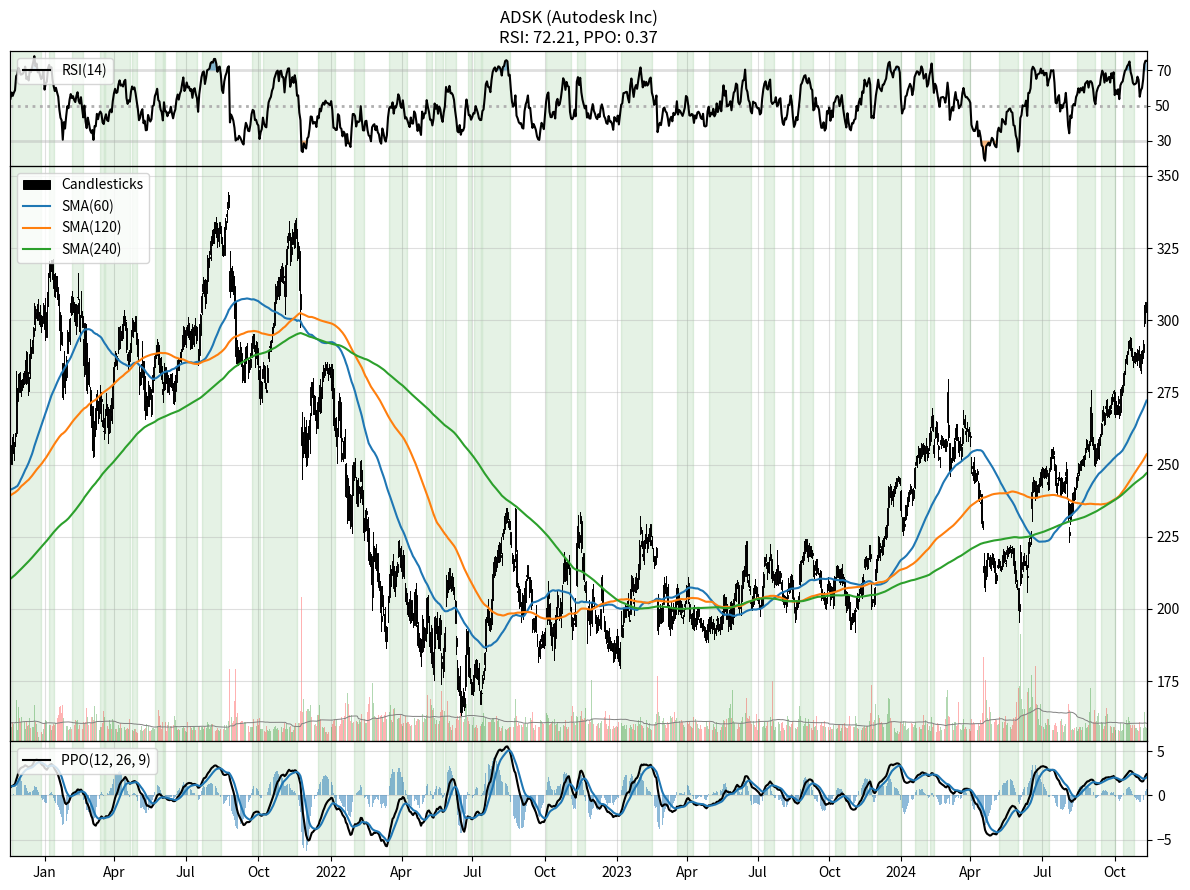 ADSK (Autodesk Inc)
RSI: 72.21, PPO: 0.37
RSI(14)
70
50
30
Candlesticks
SMA(60)
SMA(120)
SMA(240)
350
325
300
275
250
225
200
175
PPO(12, 26, 9)
5
0
−5
Jan Apr Jul Oct 2022 Apr Jul Oct 2023 Apr Jul Oct 2024 Apr Jul Oct